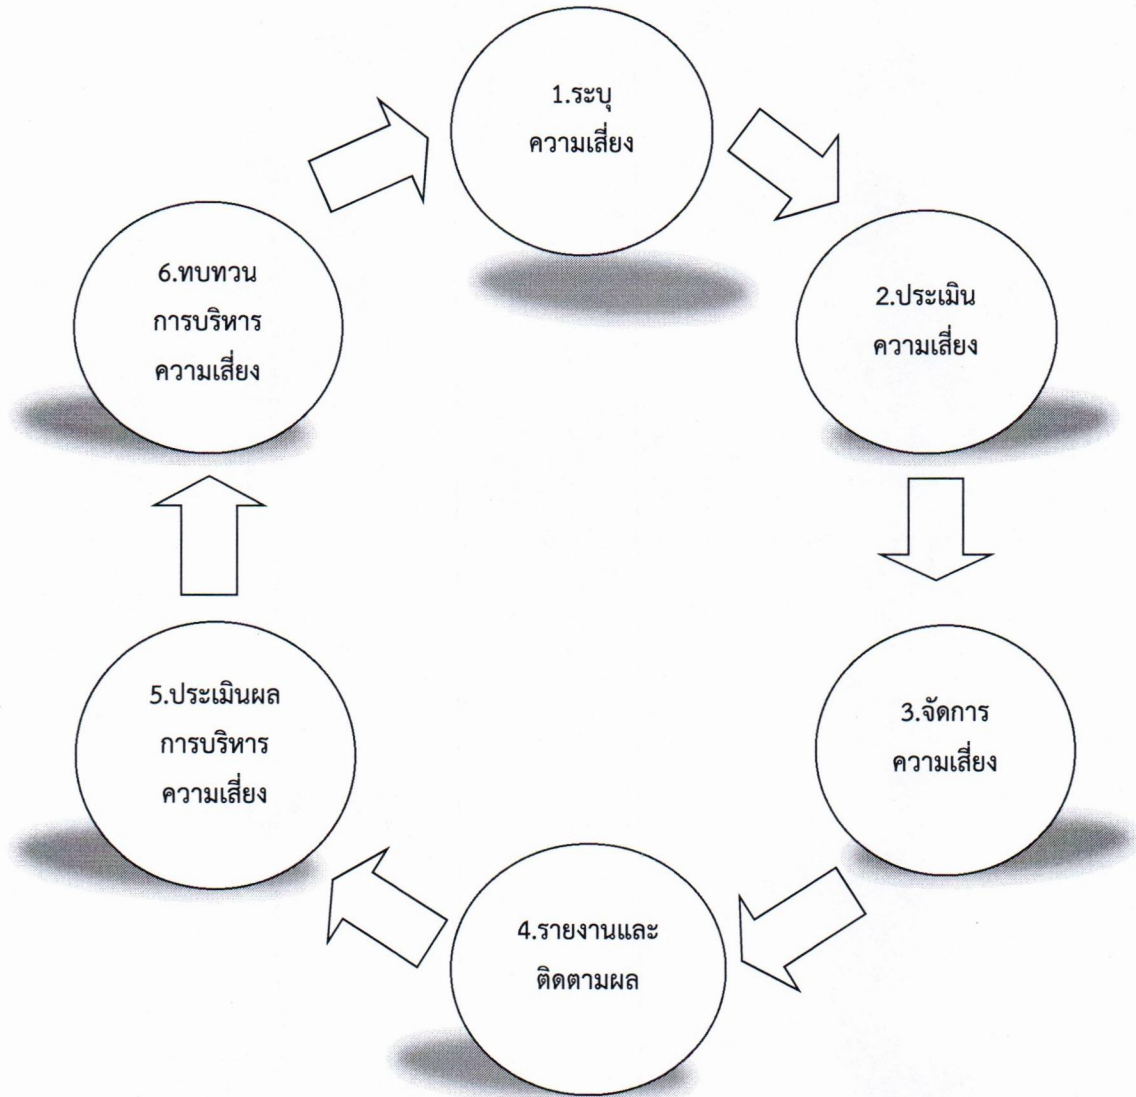 1.ระบุ
ความเสี่ยง
2.ประเมิน
ความเสี่ยง
3.จัดการ
ความเสี่ยง
4.รายงานและ
ติดตามผล
5.ประเมินผล
การบริหาร
ความเสี่ยง
6.ทบทวน
การบริหาร
ความเสี่ยง